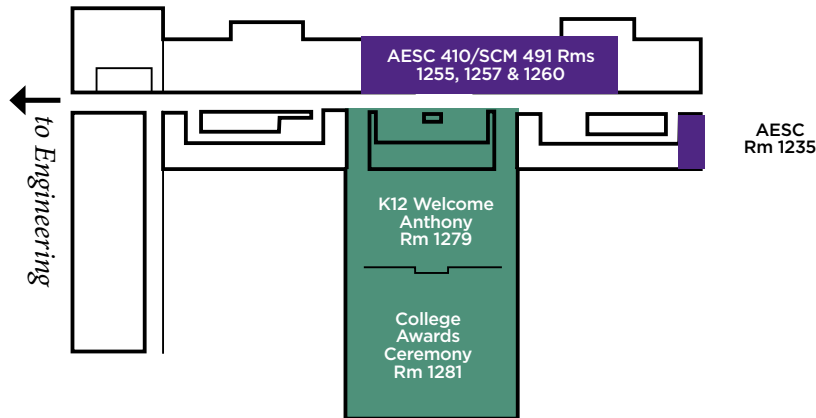 AESC 410/SCM 491 Rms
1255, 1257 & 1260
to Engineering
AESC
Rm 1235
K12 Welcome
Anthony
Rm 1279
College
Awards
Ceremony
Rm 1281